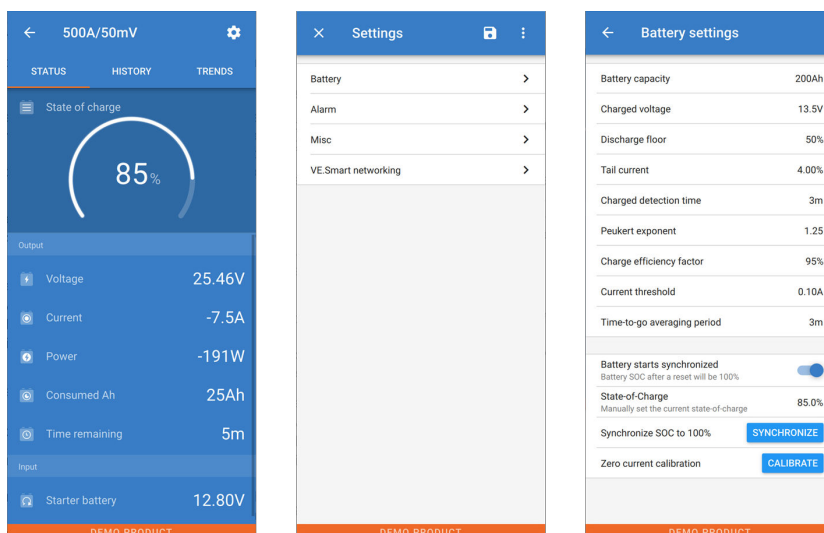 500A/50mV
STATUS HISTORY TRENDS
State of charge
85%
Output
Voltage 25.46V
Current -7.5A
Power -191W
Consumed Ah 25Ah
Time remaining 5m
Input
Starter battery 12.80V
DEMO PRODUCT
Settings
Battery
Alarm
Misc
VE.Smart networking
DEMO PRODUCT
Battery settings
Battery capacity 200Ah
Charged voltage 13.5V
Discharge floor 50%
Tail current 4.00%
Charged detection time 3m
Peukert exponent 1.25
Charge efficiency factor 95%
Current threshold 0.10A
Time-to-go averaging period 3m
Battery starts synchronized
Battery SOC after a reset will be 100%
State-of-Charge 85.0%
Manually set the current state-of-charge
Synchronize SOC to 100% SYNCHRONIZE
Zero current calibration CALIBRATE
DEMO PRODUCT